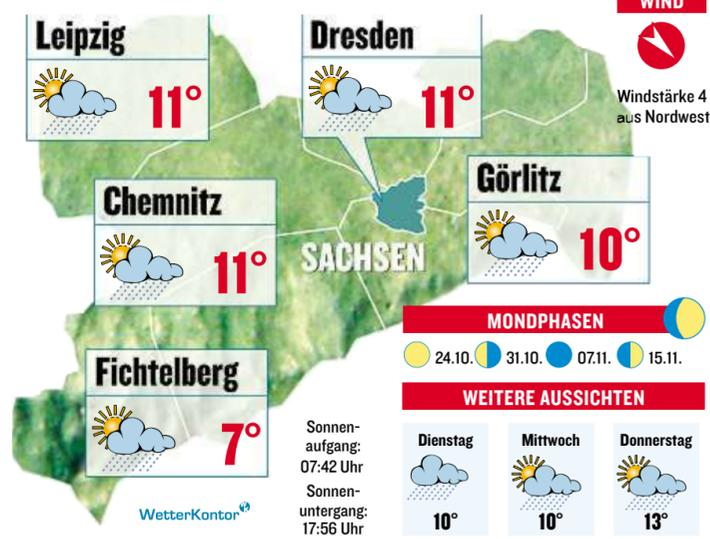 WIND
Leipzig
11°
Dresden
11°
Windstärke 4
aus Nordwest
Chemnitz
11°
Görlitz
10°
SACHSEN
Fichtelberg
7°
MONDPHASEN
24.10. 31.10. 07.11. 15.11.
WEITERE AUSSICHTEN
Dienstag
10°
Mittwoch
10°
Donnerstag
13°
Sonnen-
aufgang:
07:42 Uhr
Sonnen-
untergang:
17:56 Uhr
WetterKontor